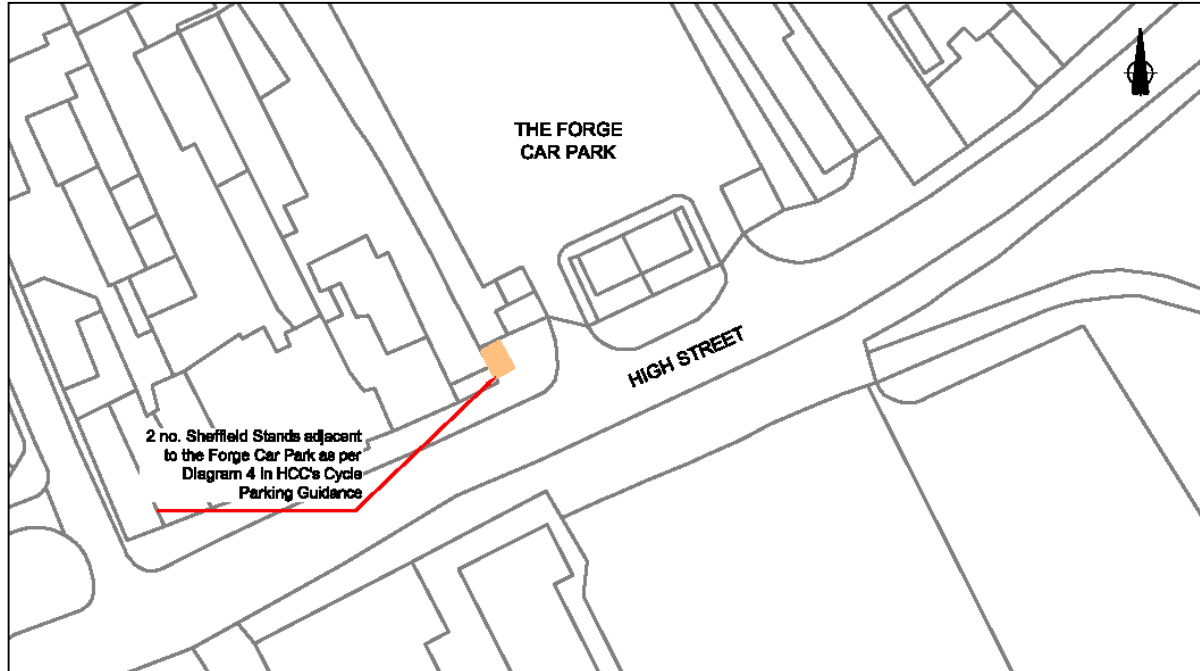 THE FORGE
CAR PARK
HIGH STREET
2 no. Sheffield Stands adjacent
to the Forge Car Park as per
Diagram 4 in HCC's Cycle
Parking Guidance